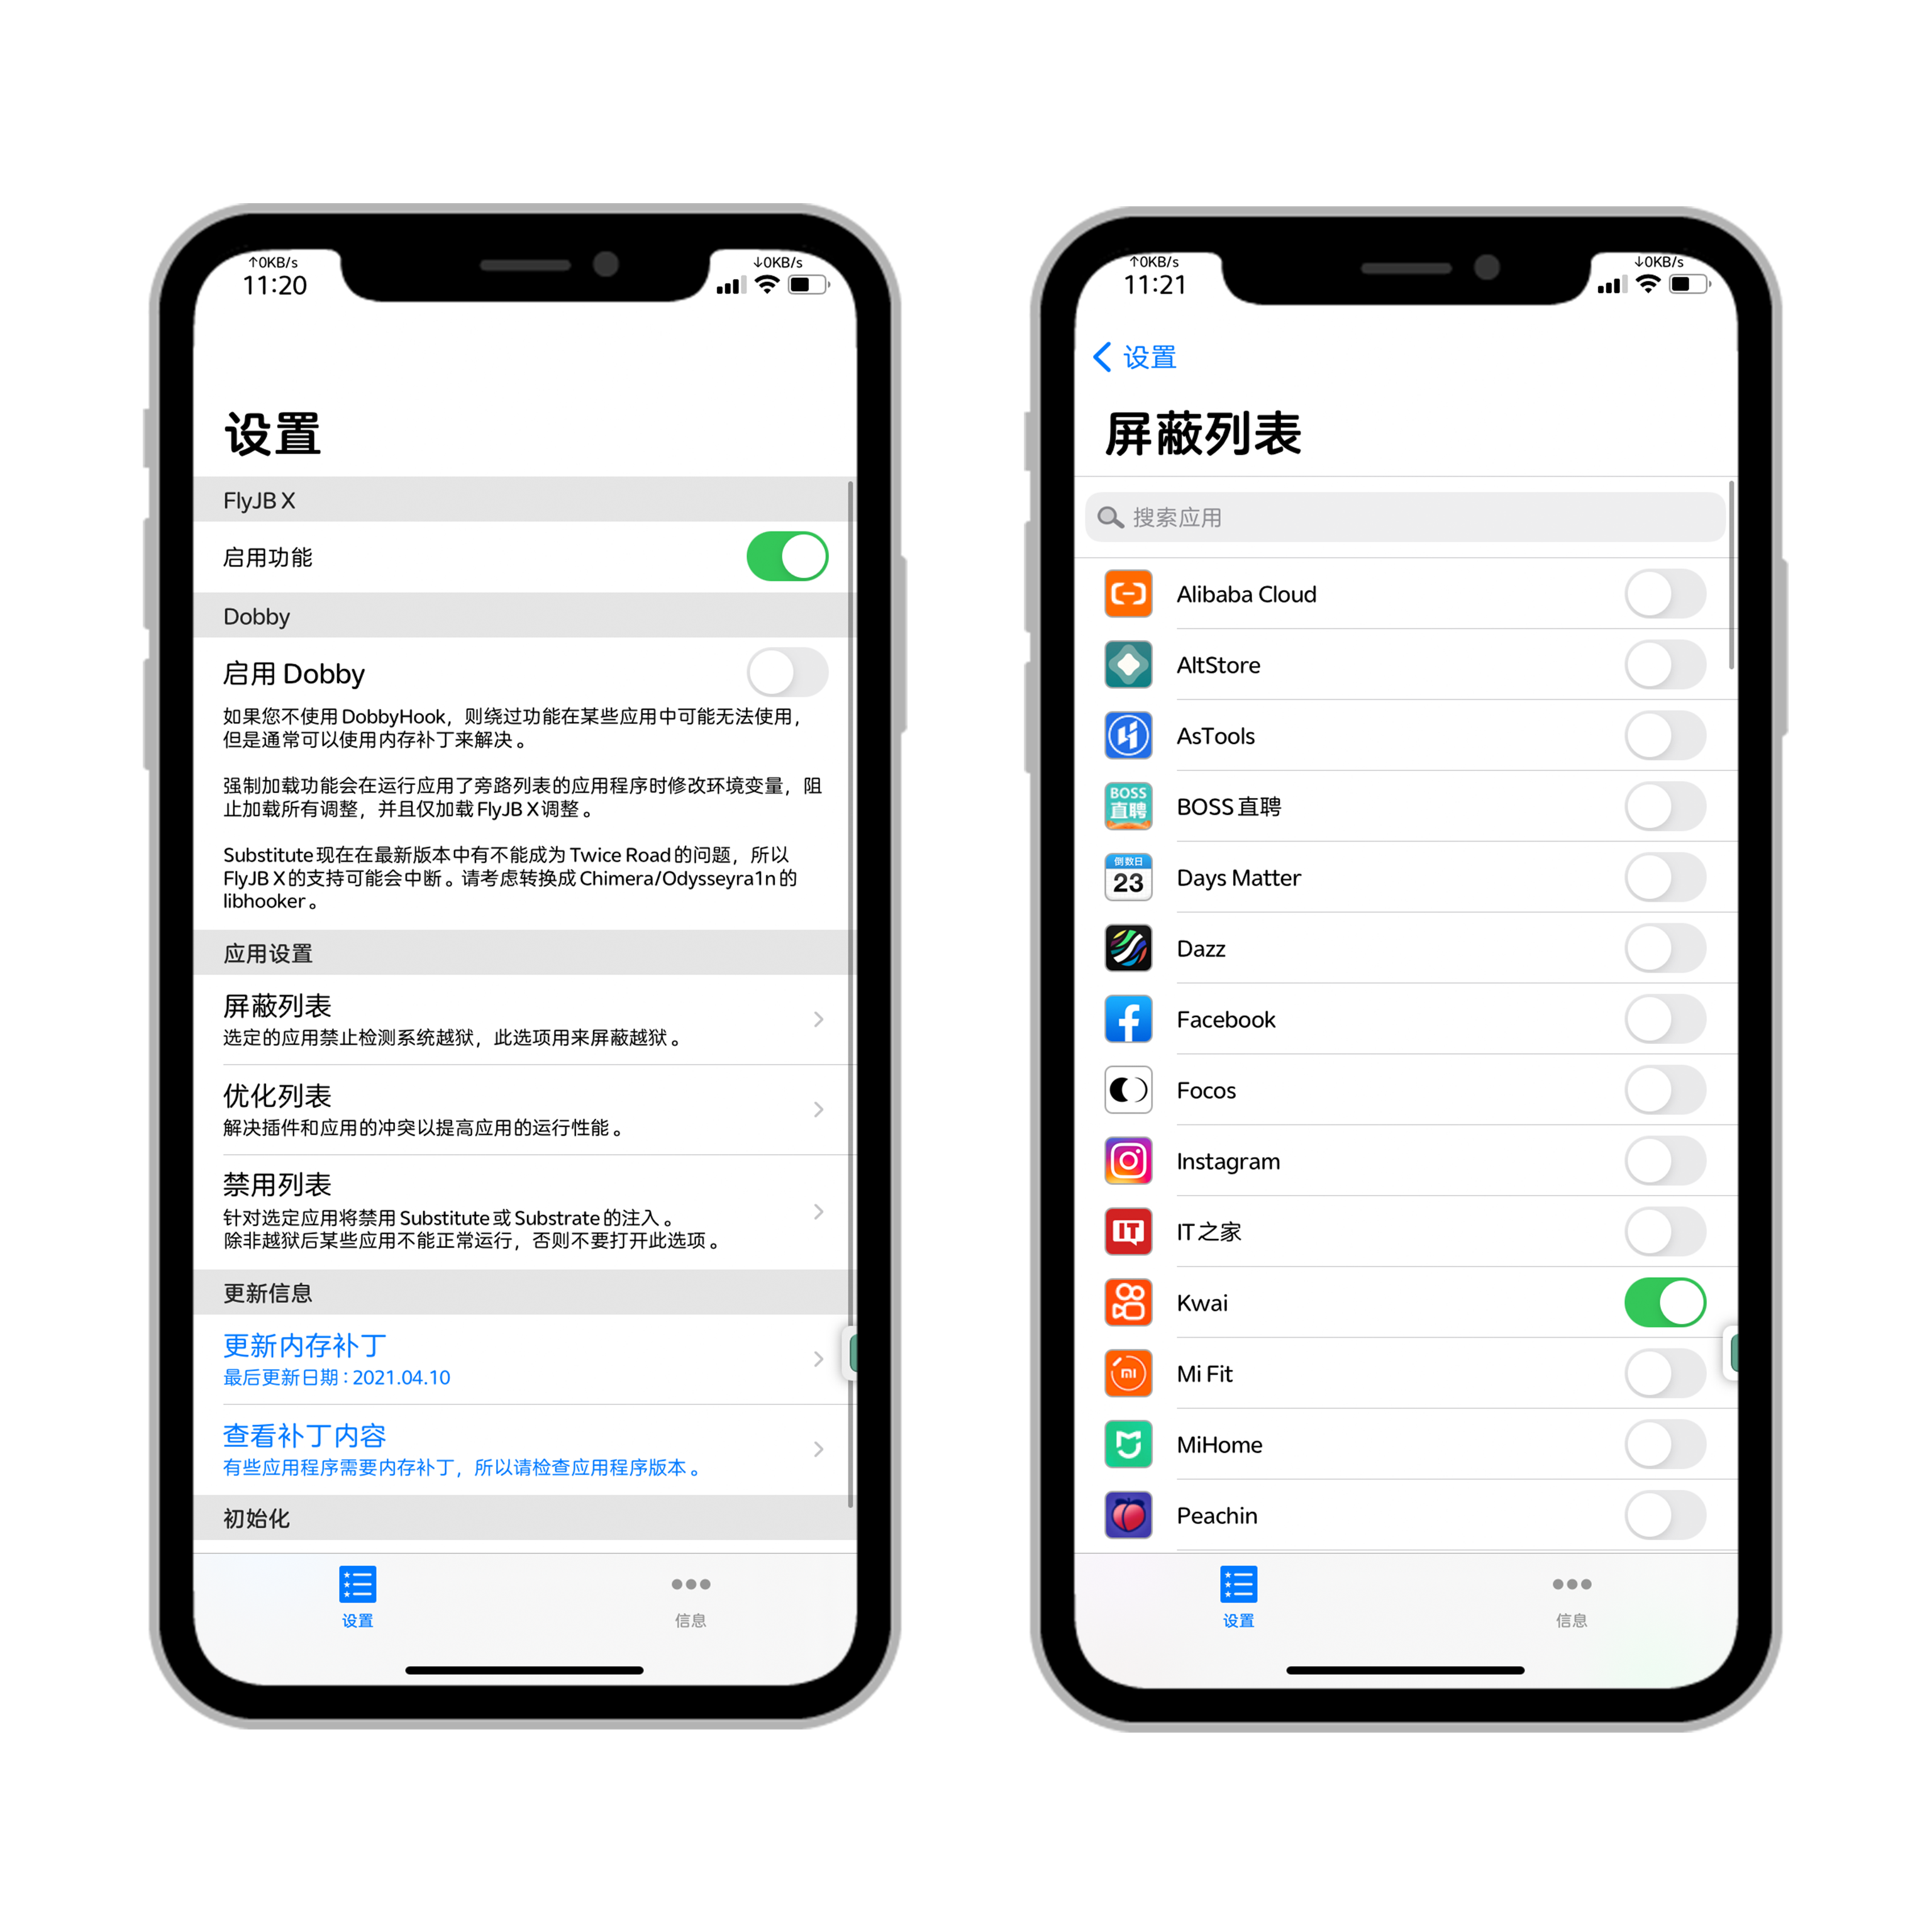 ↑0KB/s
↓0KB/s
11:20
设置
FlyJB X
启用功能
Dobby
启用 Dobby
如果您不使用 DobbyHook，则绕过功能在某些应用中可能无法使用，
但是通常可以使用内存补丁来解决。
强制加载功能会在运行应用了旁路列表的应用程序时修改环境变量，阻
止加载所有调整，并且仅加载 FlyJB X 调整。
Substitute 现在在最新版本中有不能成为 Twice Road 的问题，所以
FlyJB X 的支持可能会中断。请考虑转换成 Chimera/Odysseyra1n 的
libhooker。
应用设置
屏蔽列表
选定的应用禁止检测系统越狱，此选项用来屏蔽越狱。
优化列表
解决插件和应用的冲突以提高应用的运行性能。
禁用列表
针对选定应用将禁用 Substitute 或 Substrate 的注入。
除非越狱后某些应用不能正常运行，否则不要打开此选项。
更新信息
更新内存补丁
最后更新日期：2021.04.10
查看补丁内容
有些应用程序需要内存补丁，所以请检查应用程序版本。
初始化
设置
信息
↑0KB/s
↓0KB/s
11:21
设置
屏蔽列表
搜索应用
Alibaba Cloud
AltStore
AsTools
BOSS
直聘
BOSS 直聘
倒数日
23
Days Matter
Dazz
Facebook
Focos
Instagram
IT
IT之家
Kwai
mi
Mi Fit
MiHome
Peachin
设置
信息